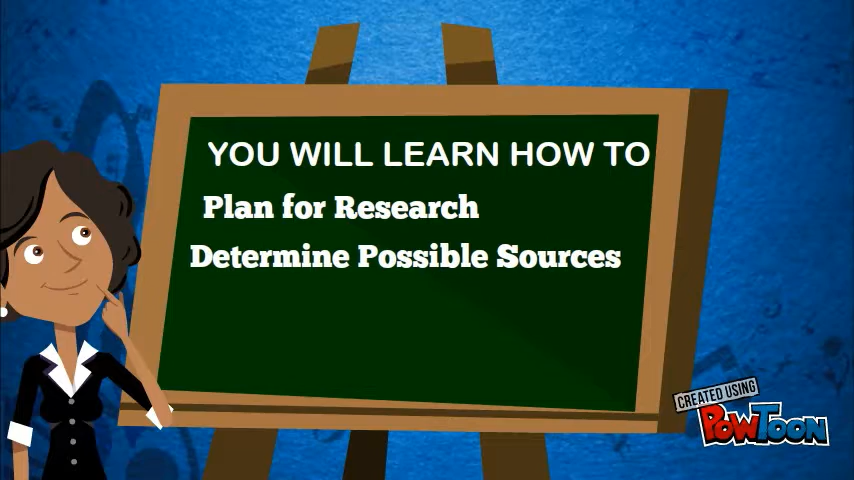 YOU WILL LEARN HOW TO
Plan for Research
Determine Possible Sources
CREATED USING
POWTOON